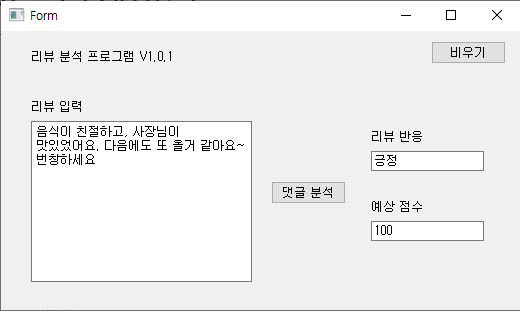 Form
리뷰 분석 프로그램 V1.0.1
비우기
리뷰 입력
음식이 친절하고, 사장님이
맛있었어요. 다음에도 또 올거 같아요~
번창하세요
댓글 분석
리뷰 반응
긍정
예상 점수
100